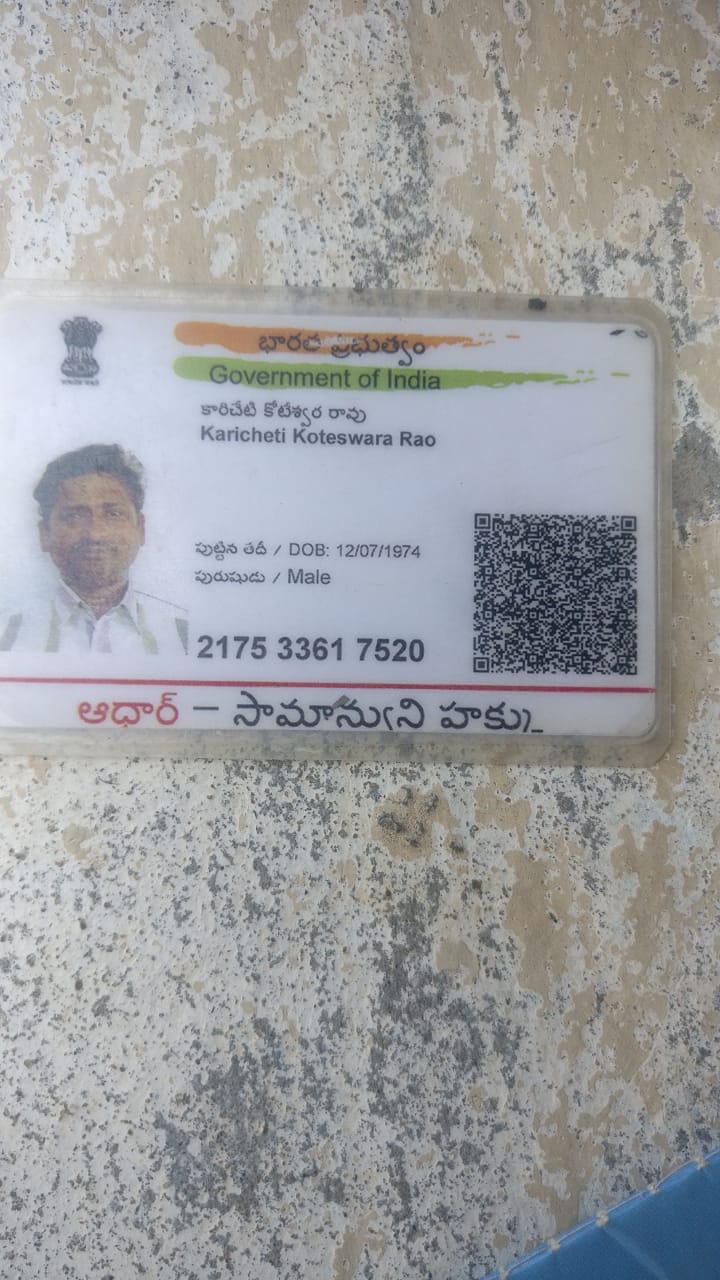 భారత ప్రభుత్వం
Government of India
కారిచేటి కోటేశ్వర రావు
Karicheti Koteswara Rao
పుట్టిన తేదీ / DOB: 12/07/1974
పురుషుడు / Male
2175 3361 7520
ఆధార్ – సామాన్యుని హక్కు